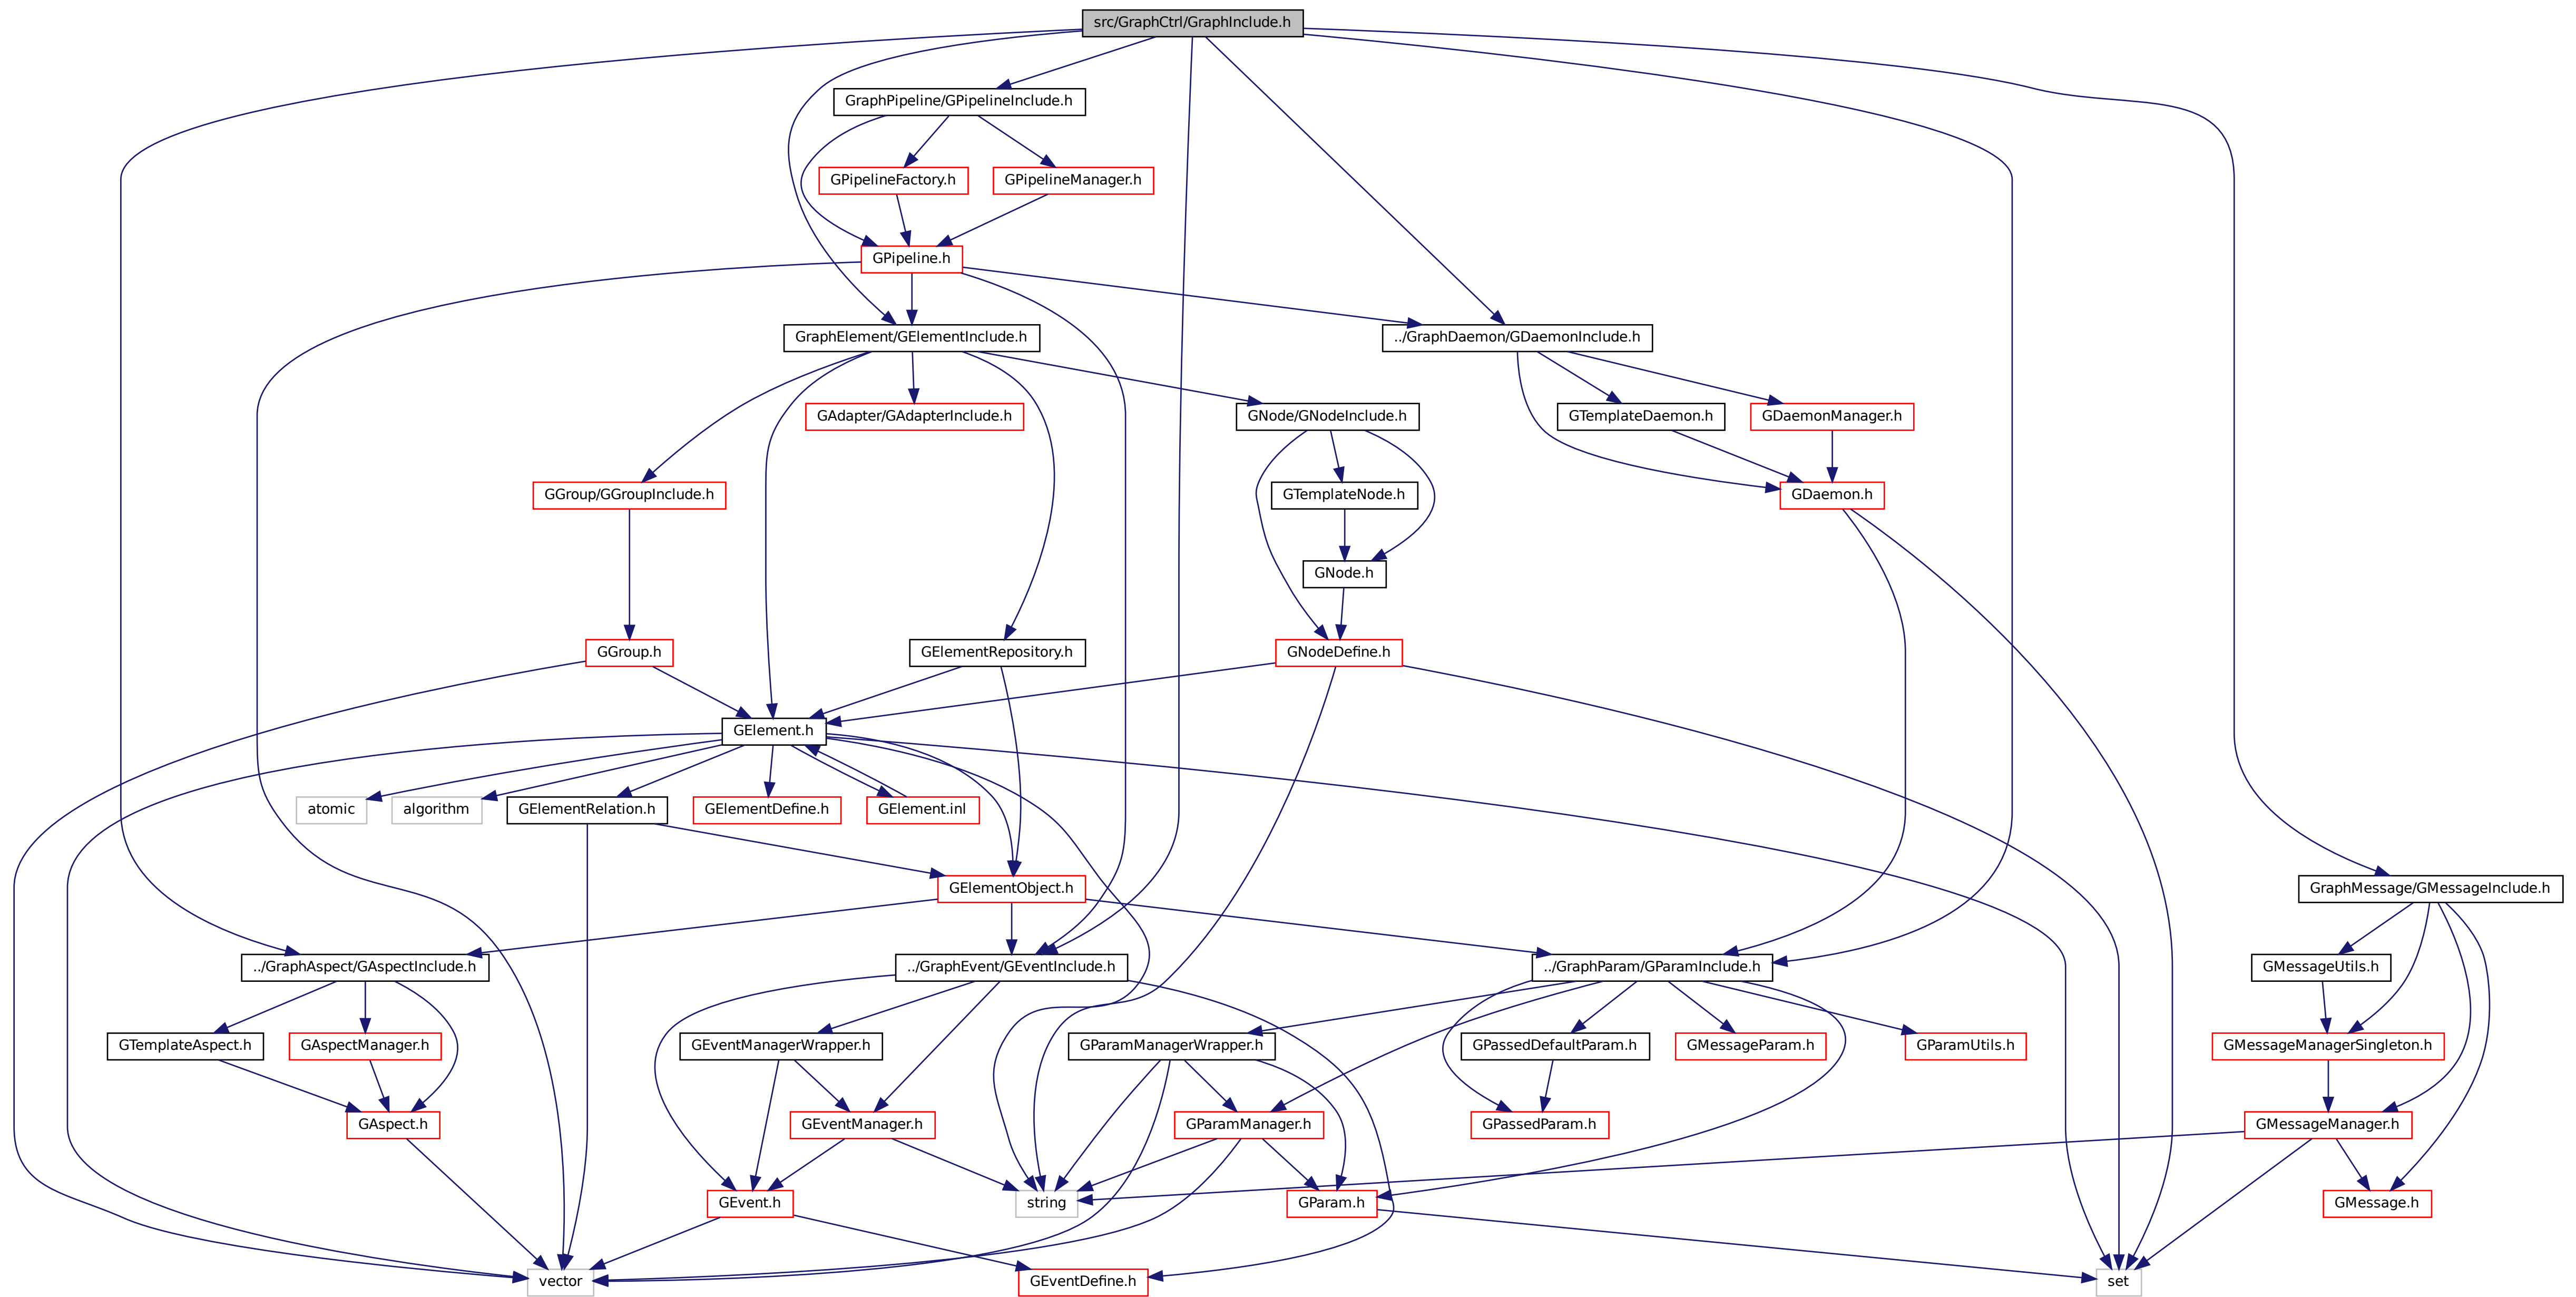 src/GraphCtrl/GraphInclude.h
GraphPipeline/GPipelineInclude.h
GPipelineFactory.h
GPipelineManager.h
GPipeline.h
GraphElement/GElementInclude.h
../GraphDaemon/GDaemonInclude.h
GAdapter/GAdapterInclude.h
GNode/GNodeInclude.h
GTemplateDaemon.h
GDaemonManager.h
GGroup/GGroupInclude.h
GTemplateNode.h
GDaemon.h
GNode.h
GGroup.h
GElementRepository.h
GNodeDefine.h
GElement.h
atomic
algorithm
GElementRelation.h
GElementDefine.h
GElement.inl
GElementObject.h
GraphMessage/GMessageInclude.h
../GraphAspect/GAspectInclude.h
../GraphEvent/GEventInclude.h
../GraphParam/GParamInclude.h
GMessageUtils.h
GTemplateAspect.h
GAspectManager.h
GEventManagerWrapper.h
GParamManagerWrapper.h
GPassedDefaultParam.h
GMessageParam.h
GParamUtils.h
GMessageManagerSingleton.h
GAspect.h
GEventManager.h
GParamManager.h
GPassedParam.h
GMessageManager.h
GEvent.h
string
GParam.h
GMessage.h
vector
GEventDefine.h
set